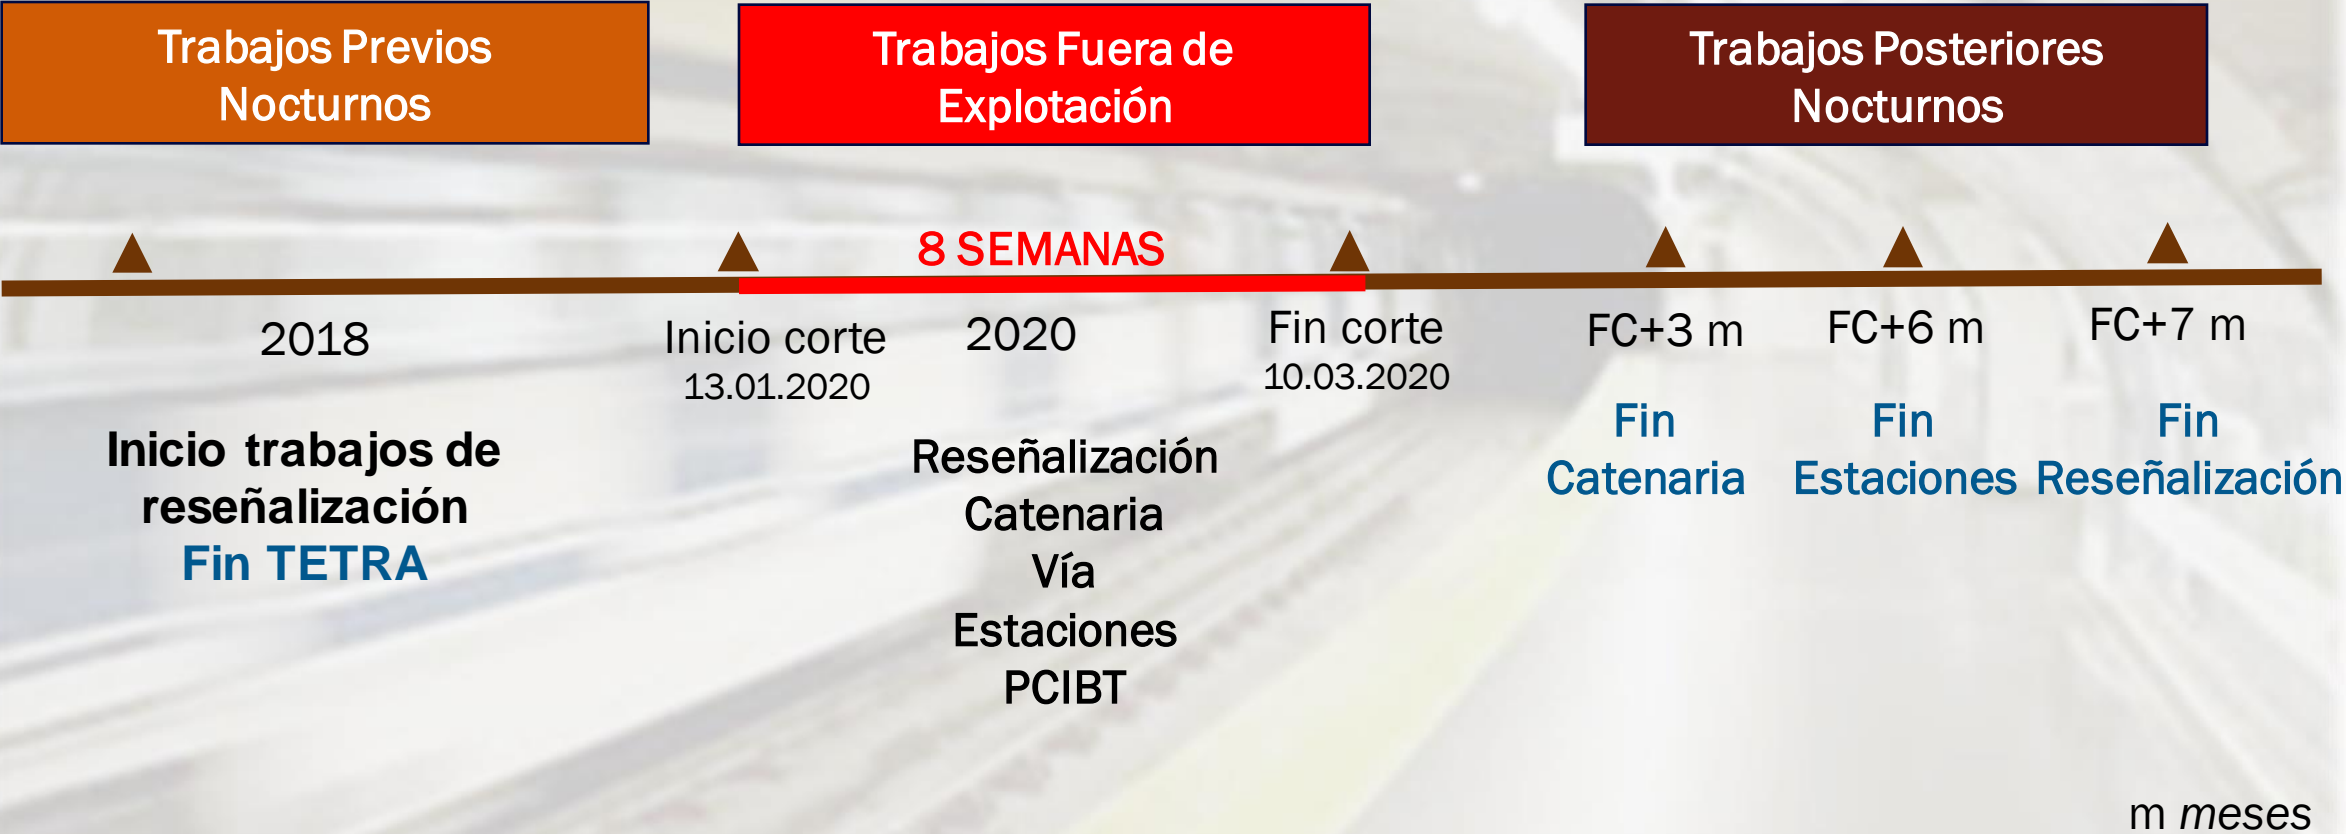 Trabajos Previos
Nocturnos
Trabajos Fuera de
Explotación
Trabajos Posteriores
Nocturnos
8 SEMANAS
2018
Inicio trabajos de
reseñalización
Fin TETRA
Inicio corte
13.01.2020
2020
Reseñalización
Catenaria
Vía
Estaciones
PCIBT
Fin corte
10.03.2020
FC+3 m
Fin
Catenaria
FC+6 m
Fin
Estaciones
FC+7 m
Fin
Reseñalización
m meses